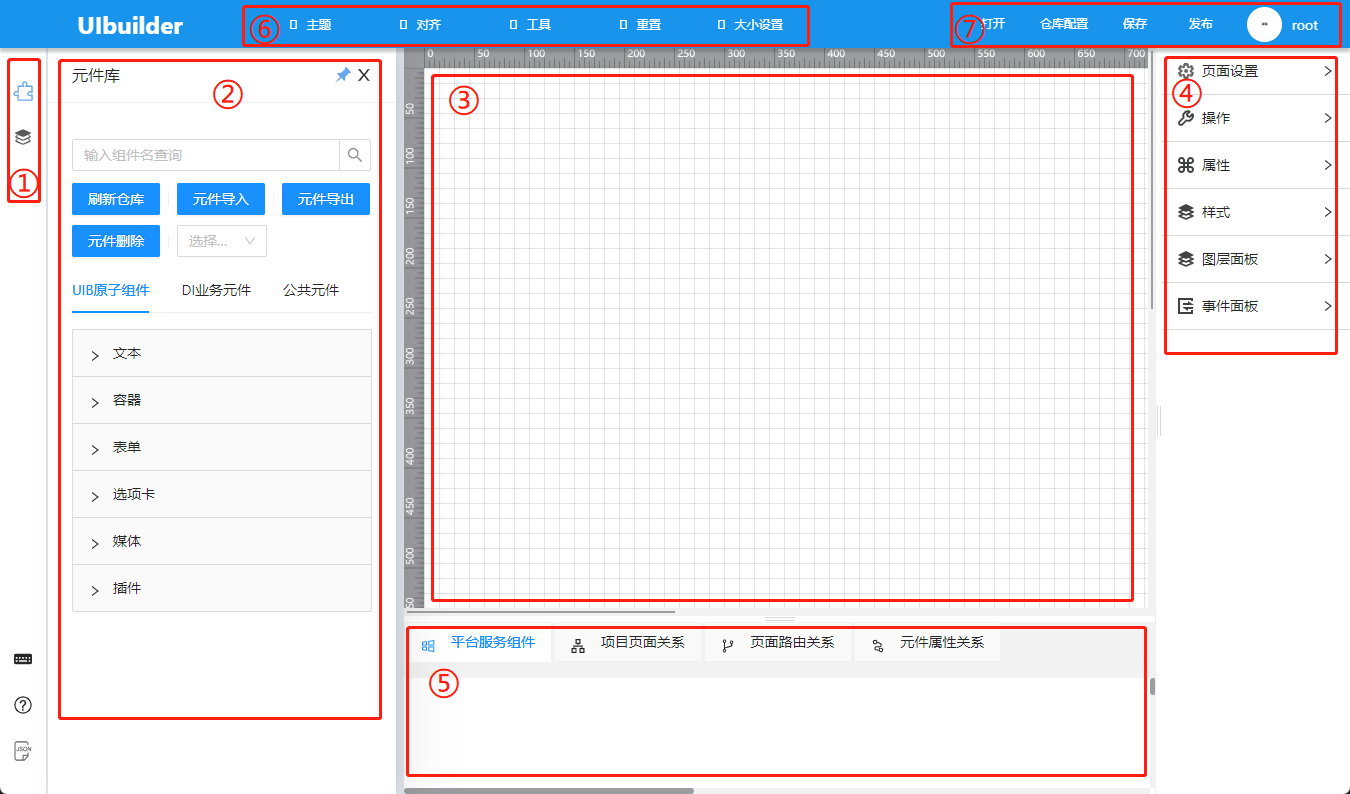 UIbuilder
⑥ 主题 对齐 工具 重置 大小设置
⑦ 打开 仓库配置 保存 发布 root
①
元件库 X
②
输入组件名查询
刷新仓库 元件导入 元件导出
元件删除 选择...
UIB原子组件 DI业务元件 公共元件
文本
容器
表单
选项卡
媒体
插件
JSON
0 50 100 150 200 250 300 350 400 450 500 550 600 650 700
50
100
150
200
250
300
350
400
450
500
③
④
页面设置
操作
属性
样式
图层面板
事件面板
平台服务组件 项目页面关系 页面路由关系 元件属性关系
⑤